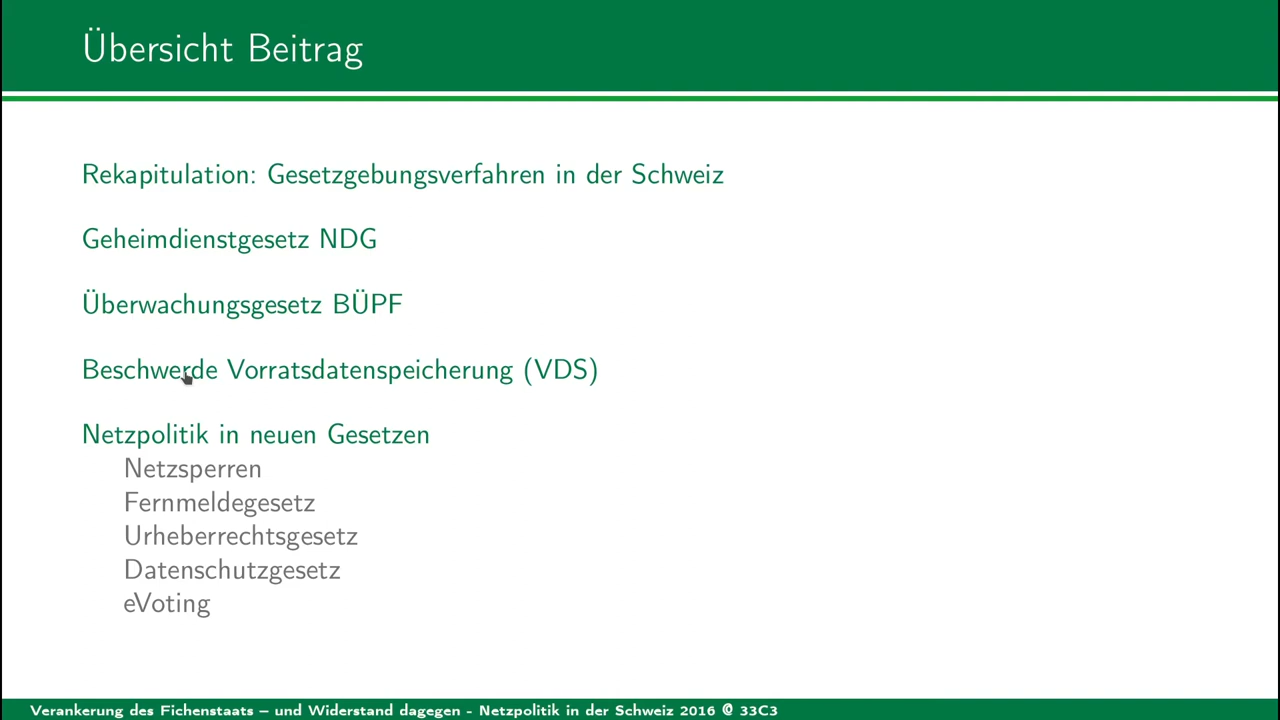 Übersicht Beitrag
Rekapitulation: Gesetzgebungsverfahren in der Schweiz
Geheimdienstgesetz NDG
Überwachungsgesetz BÜPF
Beschwerde Vorratsdatenspeicherung (VDS)
Netzpolitik in neuen Gesetzen
Netzsperren
Fernmeldegesetz
Urheberrechtsgesetz
Datenschutzgesetz
eVoting
Verankerung des Fichenstaats – und Widerstand dagegen - Netzpolitik in der Schweiz 2016 @ 33C3